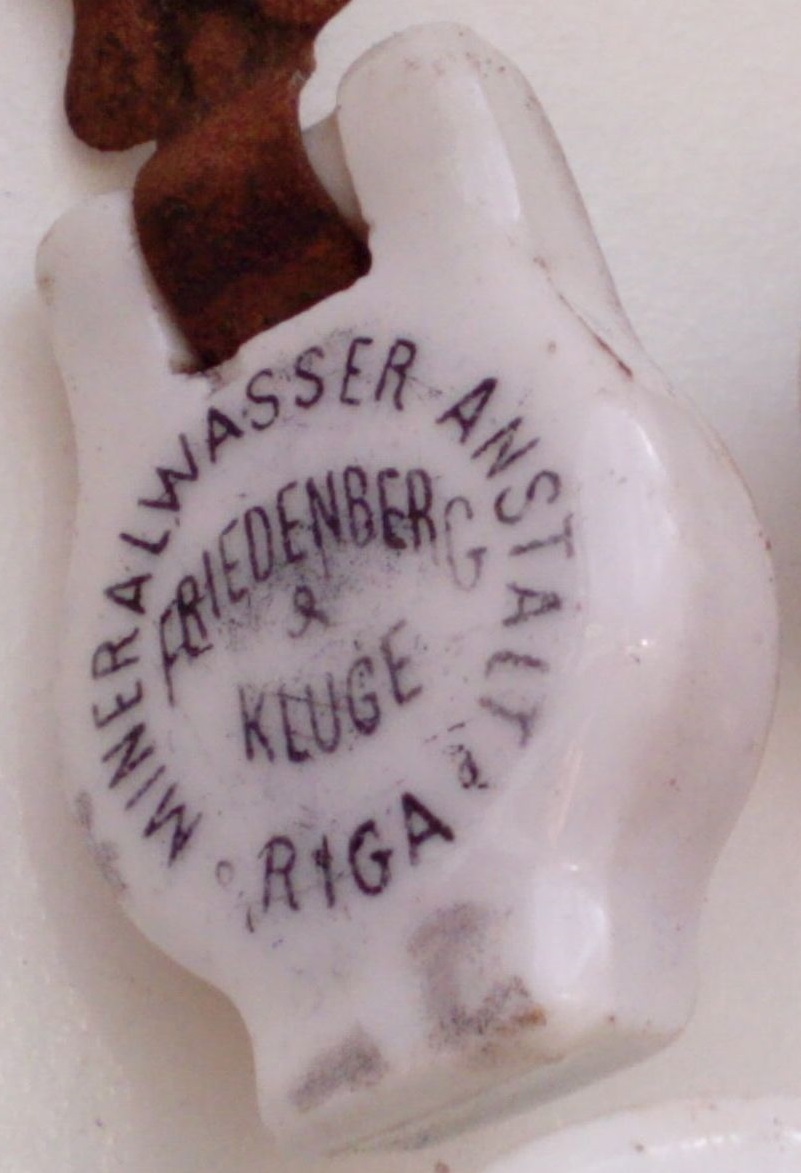 MINERALWASSER ANSTALT
FRIEDENBERG
&
KLUGE
RIGA